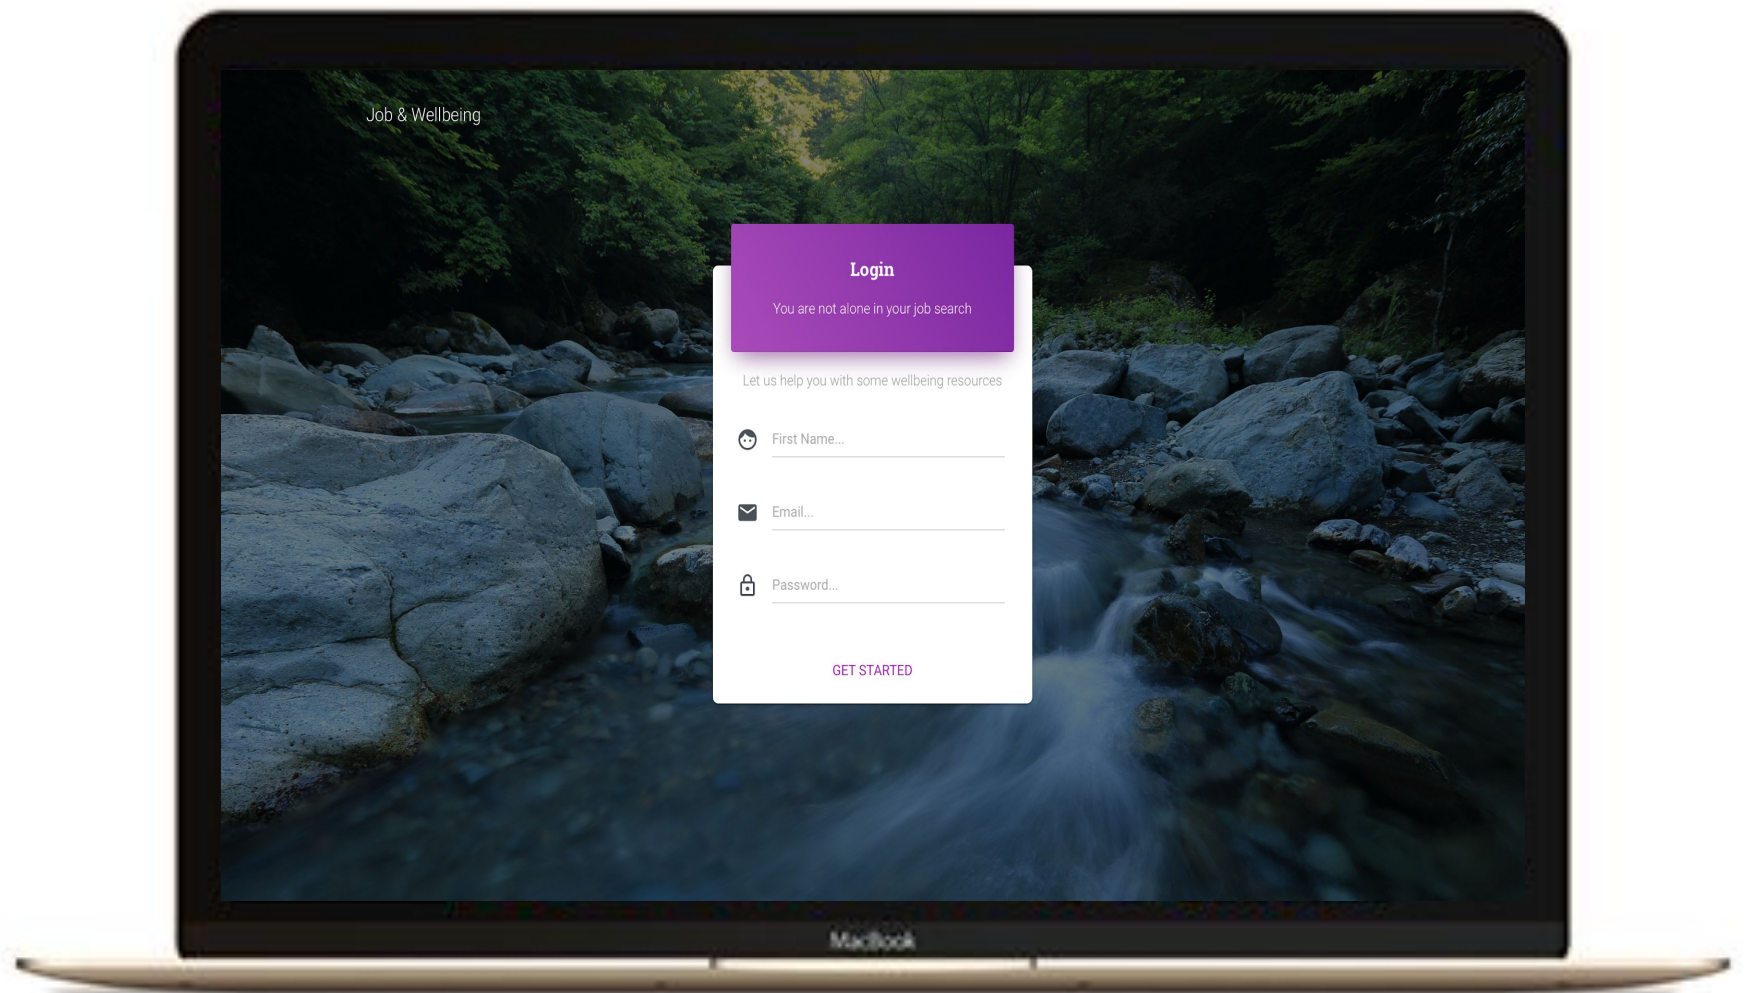 Job & Wellbeing
Login
You are not alone in your job search
Let us help you with some wellbeing resources
First Name...
Email...
Password...
GET STARTED
MacBook